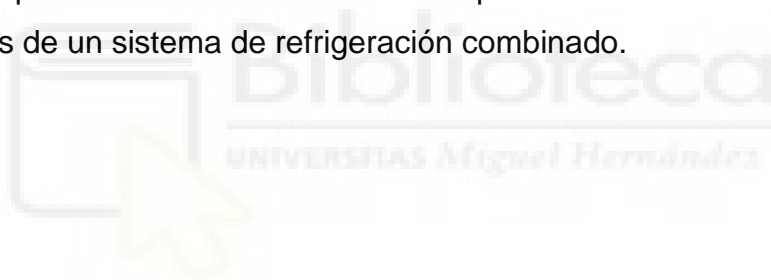 s de un sistema de refrigeración combinado.
Biblioteca
UNIVERSITAS Miguel Hernández